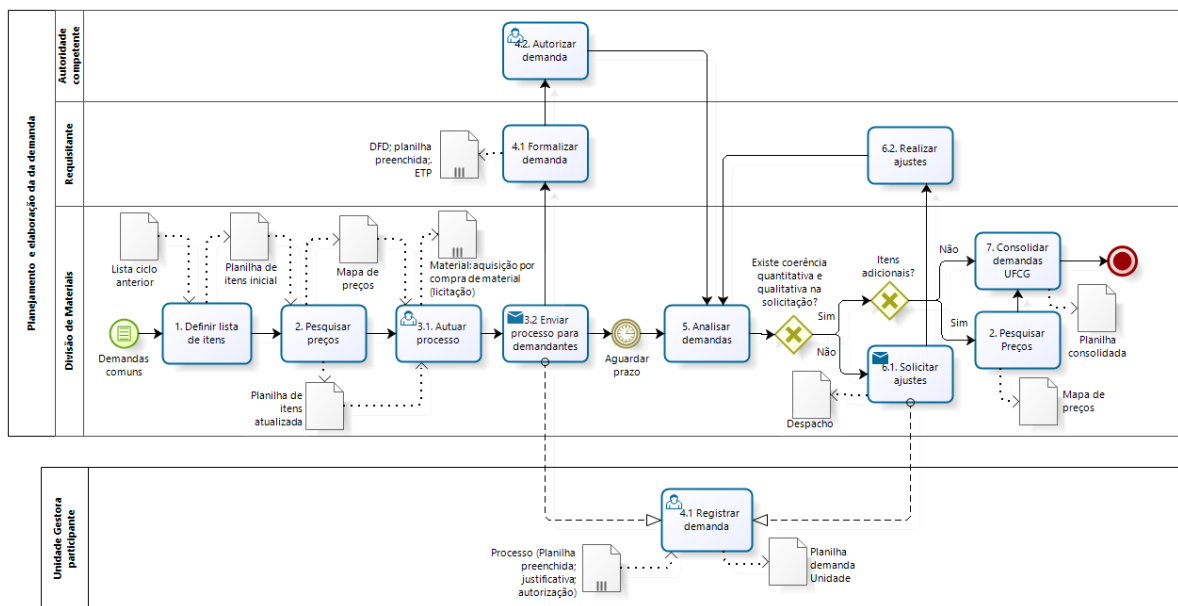 Planejamento e elaboração da da demanda
Autoridade
competente
4.2. Autorizar
demanda
Requisitante
DFD; planilha
preenchida;.
ETP
4.1 Formalizar
demanda
6.2. Realizar
ajustes
Divisão de Materiais
Lista ciclo
anterior
Planilha de
itens inicial
Mapa de
preços
Material: aquisição por
compra de material
(licitação)
Existe coerência
quantitativa e
qualitativa na
solicitação?
Itens
adicionais?
Não
7. Consolidar
demandas
UFCG
Demandas
comuns
1. Definir lista
de itens
2. Pesquisar
preços
3.1. Autuar
processo
3.2 Enviar
processo para
demandantes
Aguardar
prazo
5. Analisar
demandas
Sim
Não
Sim
2. Pesquisar
Preços
Planilha
consolidada
6.1. Solicitar
ajustes
Planilha de
itens
atualizada
Despacho
Mapa de
preços
Unidade Gestora
participante
4.1 Registrar
demanda
Processo (Planilha
preenchida;
justificativa;
autorização)
Planilha
demanda
Unidade